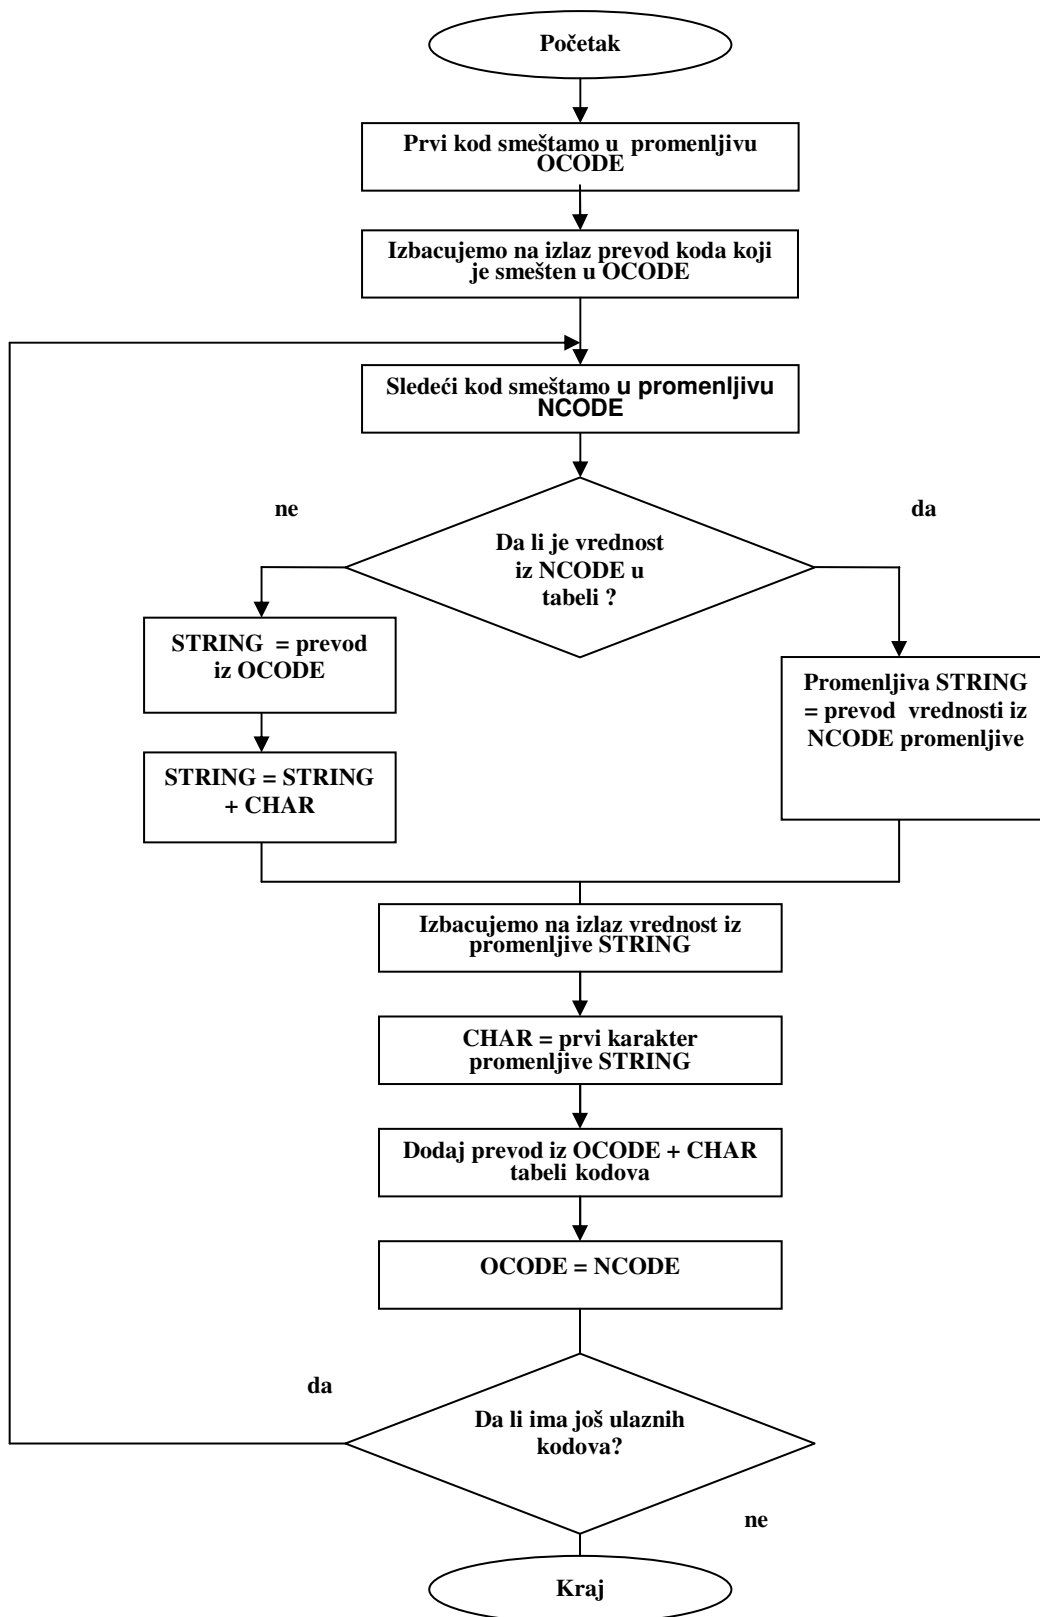 Početak
Prvi kod smeštamo u promenljivu
OCODE
Izbacujemo na izlaz prevod koda koji
je smešten u OCODE
Sledeći kod smeštamo u promenljivu
NCODE
ne
da
Da li je vrednost
iz NCODE u
tabeli ?
STRING = prevod
iz OCODE
Promenljiva STRING
= prevod vrednosti iz
NCODE promenljive
STRING = STRING
+ CHAR
Izbacujemo na izlaz vrednost iz
promenljive STRING
CHAR = prvi karakter
promenljive STRING
Dodaj prevod iz OCODE + CHAR
tabeli kodova
OCODE = NCODE
da
Da li ima još ulaznih
kodova?
ne
Kraj